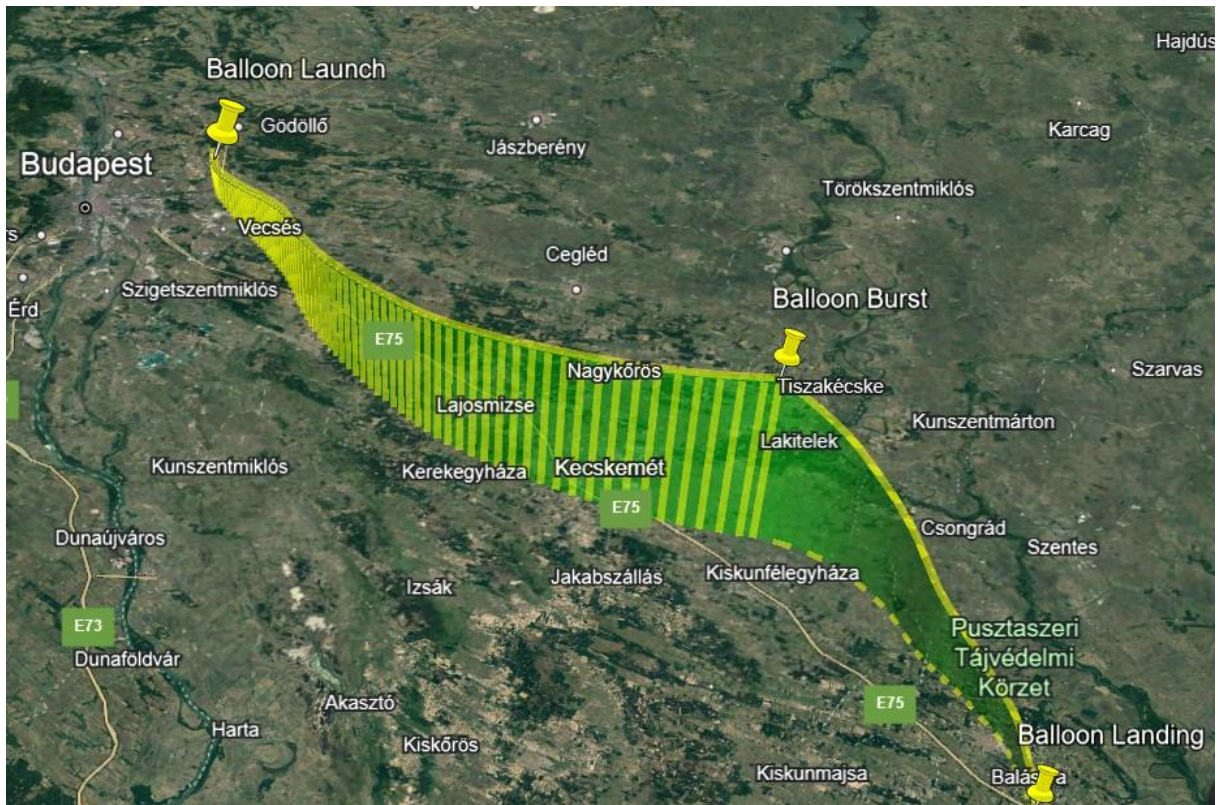 Hajdús
Balloon Launch
Gödöllő
Karcag
Jászberény
Budapest
Törökszentmiklós
Vecsés
rs
Cegléd
Szigetszentmiklós
Érd
Balloon Burst
E75
Nagykőrös
Tiszakécske
Szarvas
Lajosmizse
Kunszentmárton
Lakitelek
Kunszentmiklós
Kerekegyháza
Kecskemét
E75
Csongrád
Dunaújváros
Szentes
Izsák
Jakabszállás
Kiskunfélegyháza
E73
Pusztaszeri
Tájvédelmi
Körzet
Dunaföldvár
Akasztó
E75
Harta
Kiskőrös
Balloon Landing
Kiskunmajsa